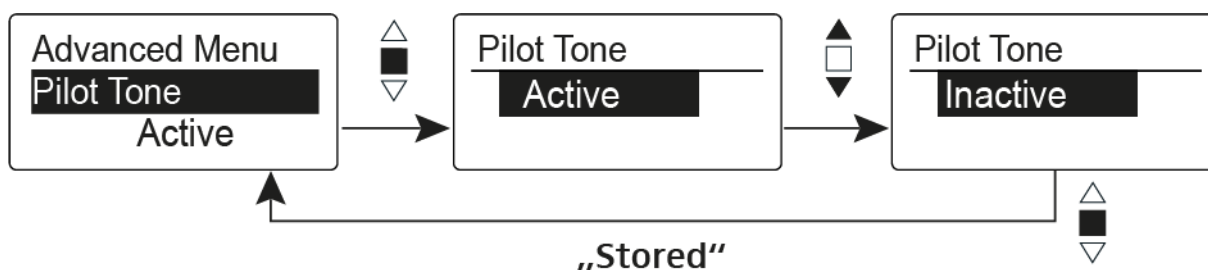 Advanced Menu
Pilot Tone
Active
Pilot Tone
Active
Pilot Tone
Inactive
„Stored“